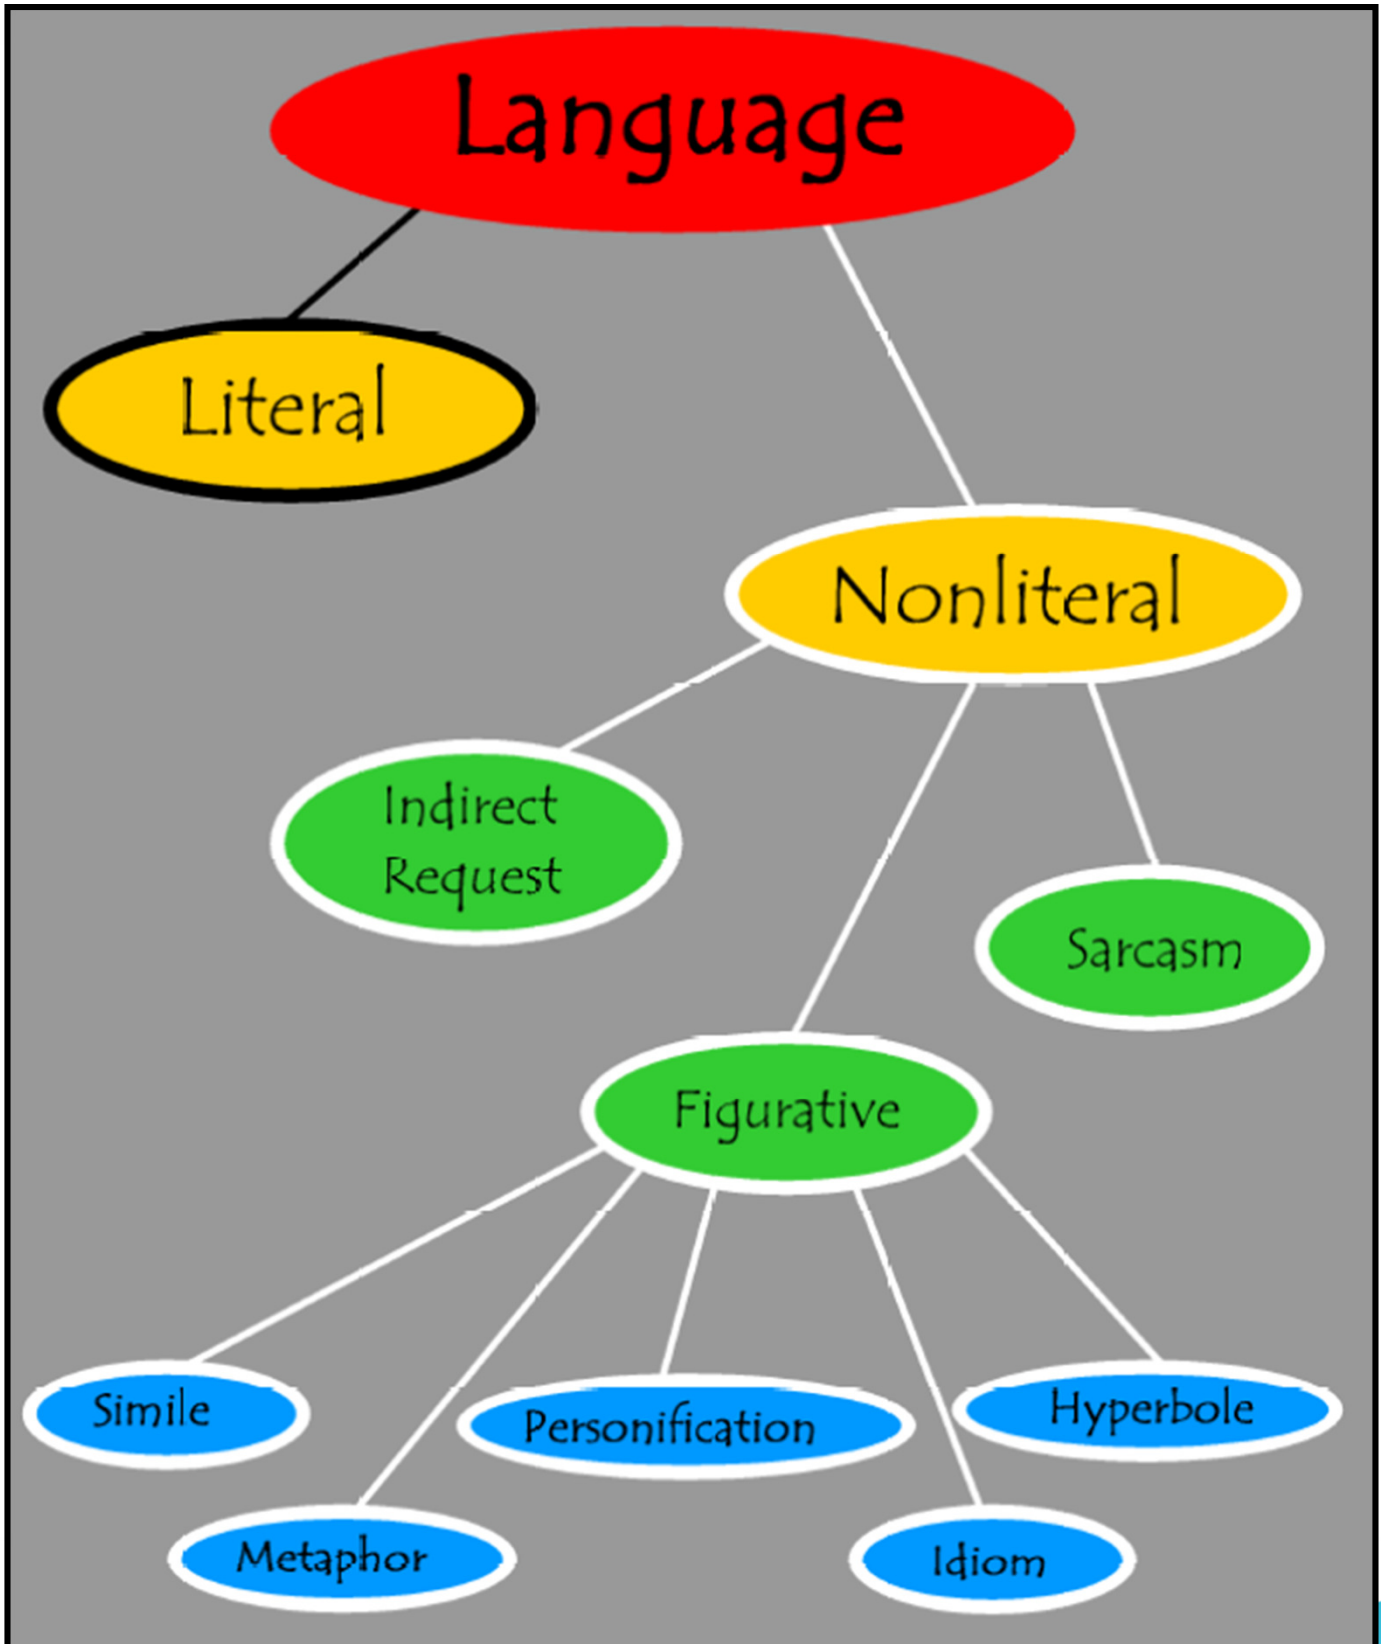 Language
Literal
Nonliteral
Indirect
Request
Sarcasm
Figurative
Simile
Personification
Hyperbole
Metaphor
Idiom